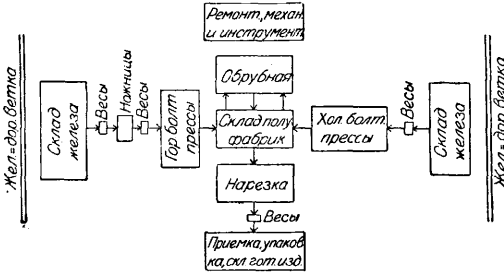 Ремонт, механ.
и инструмент.
Обрубная
Жел=дор. ветка
Склад
железа
Весы
Ножницы
Весы
Гор. болт.
прессы
Склад полу
фабрик
Хол. болт.
прессы
Весы
Склад
железа
Жел=дор. ветка
Нарезка
Весы
Приемка, упаков
ка, скл гот. изд.